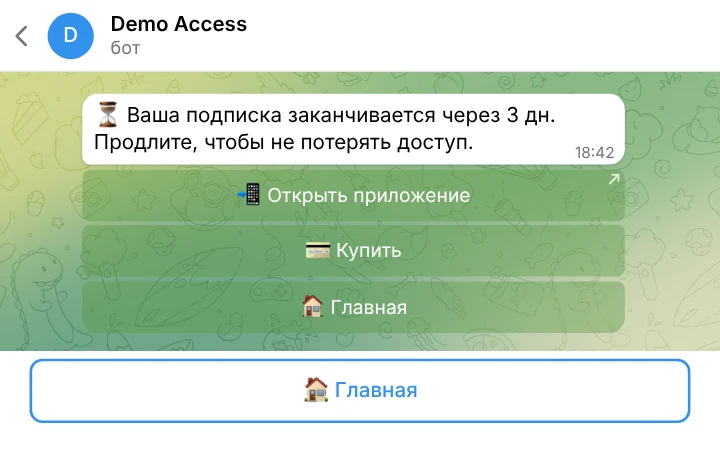 Demo Access
бот
D
⏳ Ваша подписка заканчивается через 3 дн.
Продлите, чтобы не потерять доступ.
18:42
📲 Открыть приложение
💳 Купить
🏠 Главная
🏠 Главная